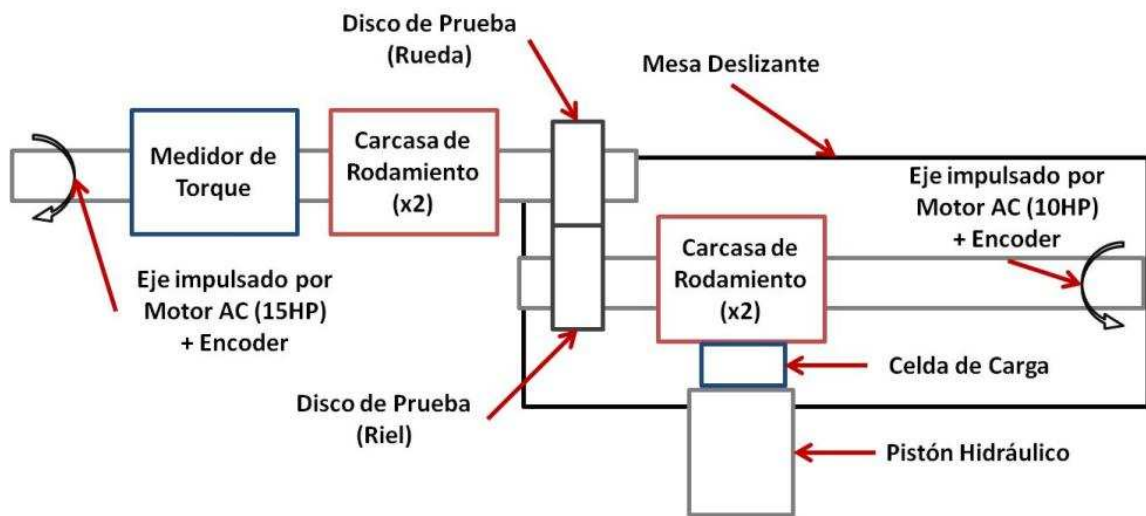 Disco de Prueba
(Rueda)
Mesa Deslizante
Medidor de
Torque
Carcasa de
Rodamiento
(x2)
Eje impulsado por
Motor AC (10HP)
+ Encoder
Carcasa de
Rodamiento
(x2)
Eje impulsado por
Motor AC (15HP)
+ Encoder
Celda de Carga
Disco de Prueba
(Riel)
Pistón Hidráulico